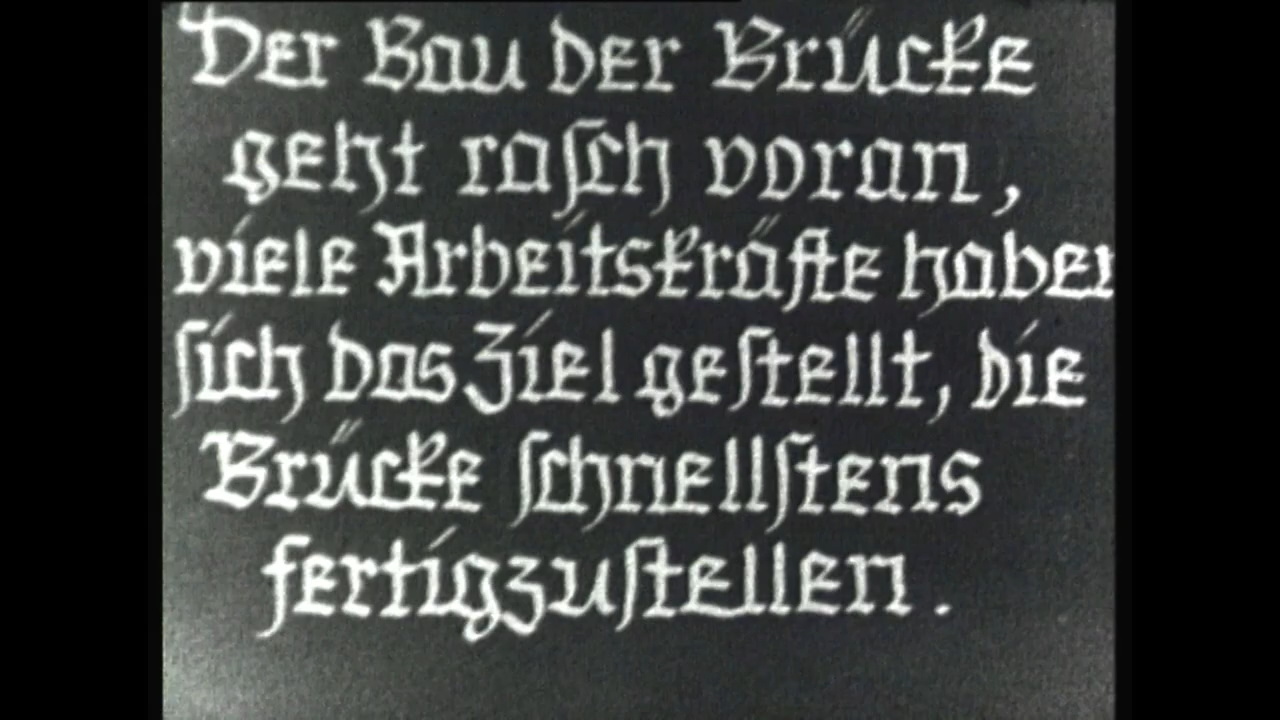 Der Bau der Brücke
geht rasch voran,
viele Arbeitskräfte haben
sich das Ziel gestellt, die
Brücke schnellstens
fertigzustellen.